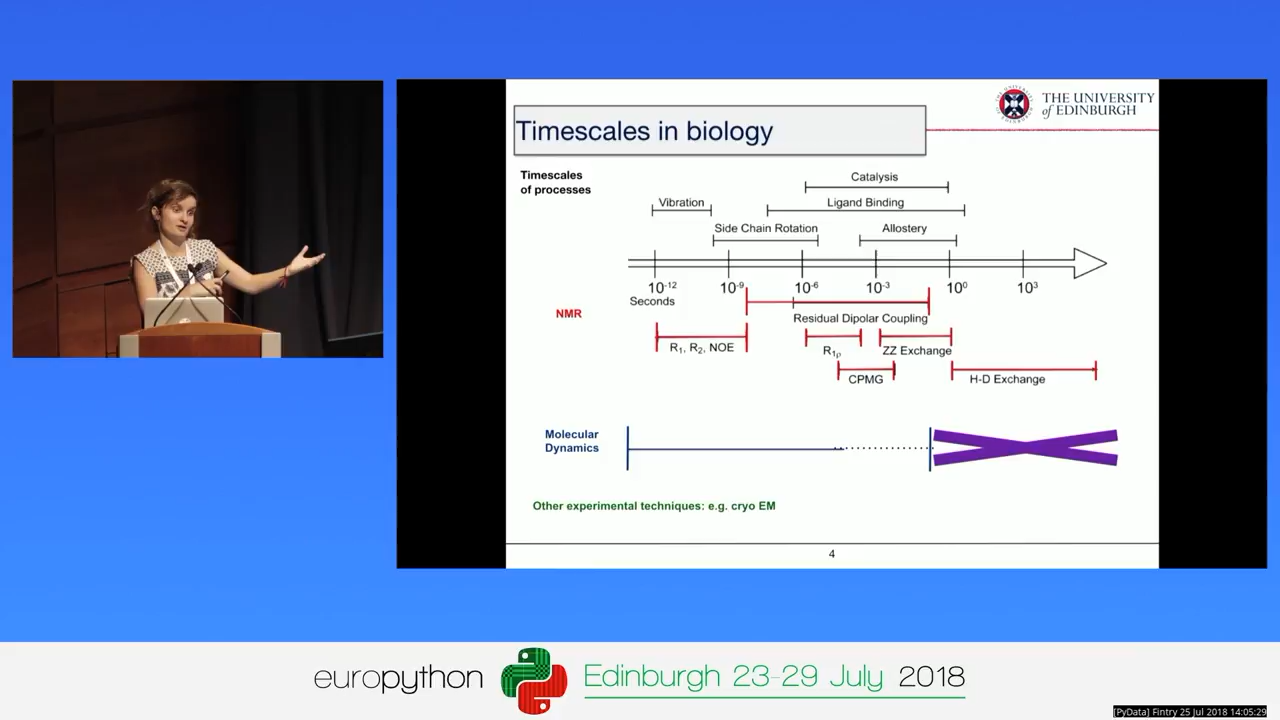 Timescales in biology
THE UNIVERSITY
of EDINBURGH
Timescales
of processes
Catalysis
Vibration
Ligand Binding
Side Chain Rotation
Allostery
10-12
10-9
10-6
10-3
100
103
Seconds
NMR
Residual Dipolar Coupling
R1, R2, NOE
R1ρ
ZZ Exchange
CPMG
H-D Exchange
Molecular
Dynamics
Other experimental techniques: e.g. cryo EM
4
europython
Edinburgh 23-29 July 2018
[PyData] Fintry 25 Jul 2018 14:05:29